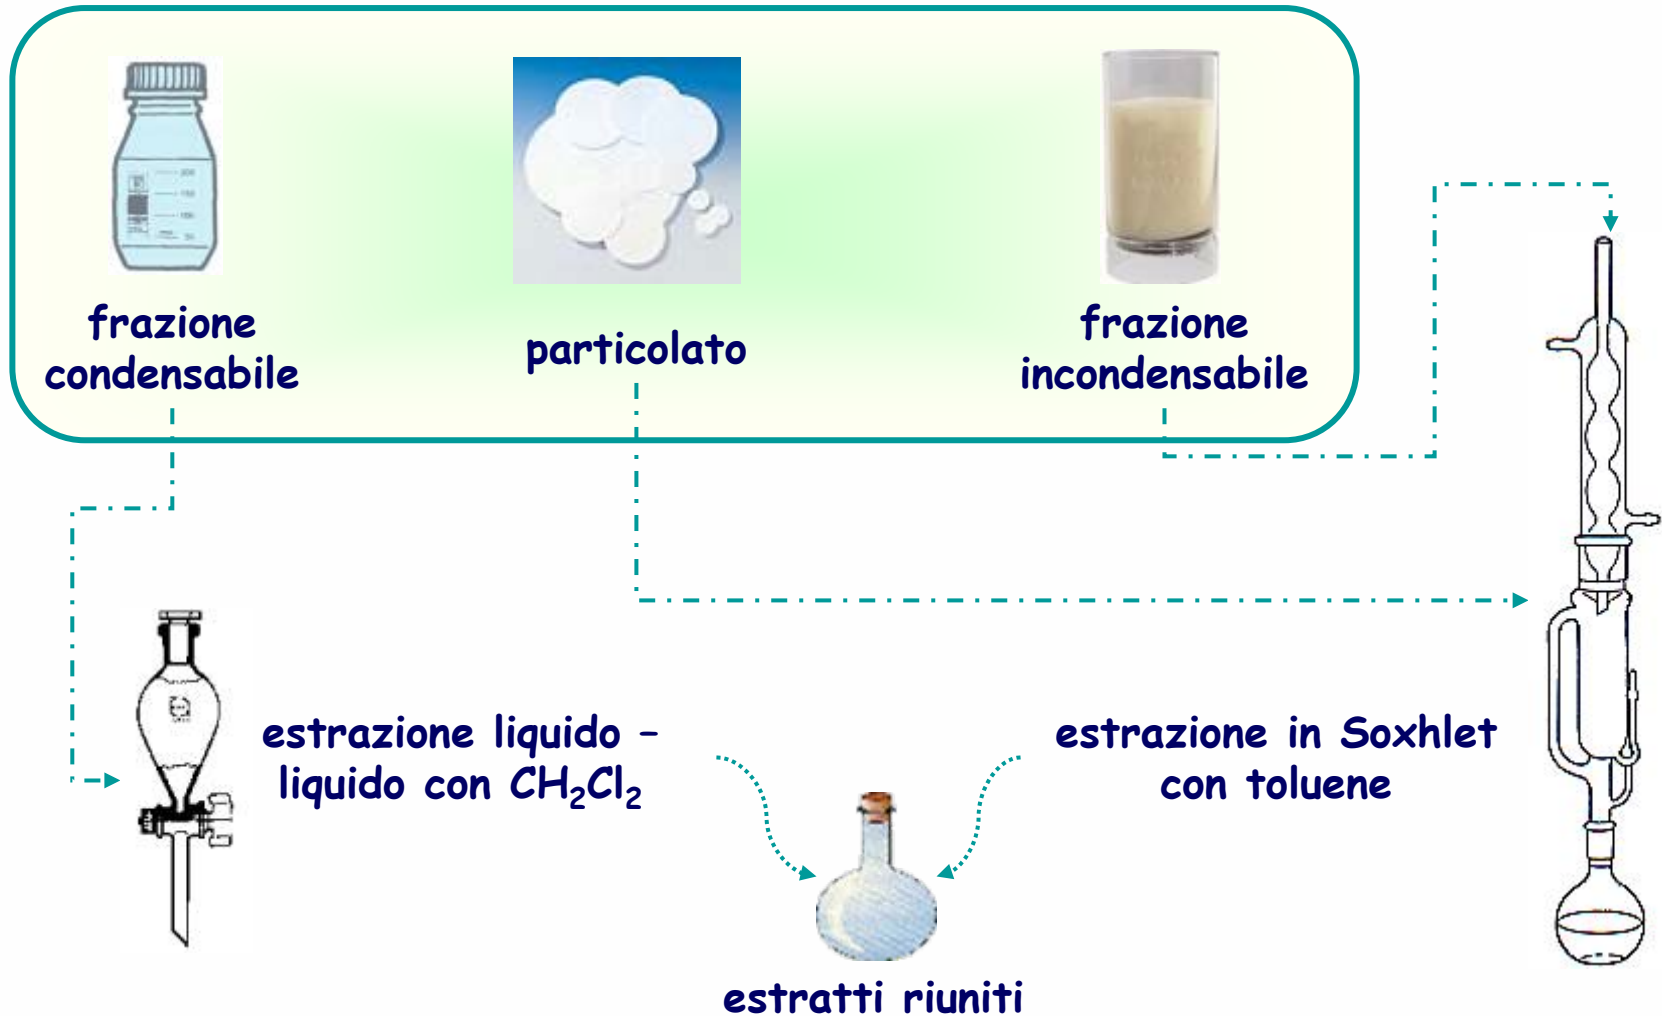 frazione
condensabile
particolato
frazione
incondensabile
estrazione liquido –
liquido con CH₂Cl₂
estrazione in Soxhlet
con toluene
estratti riuniti